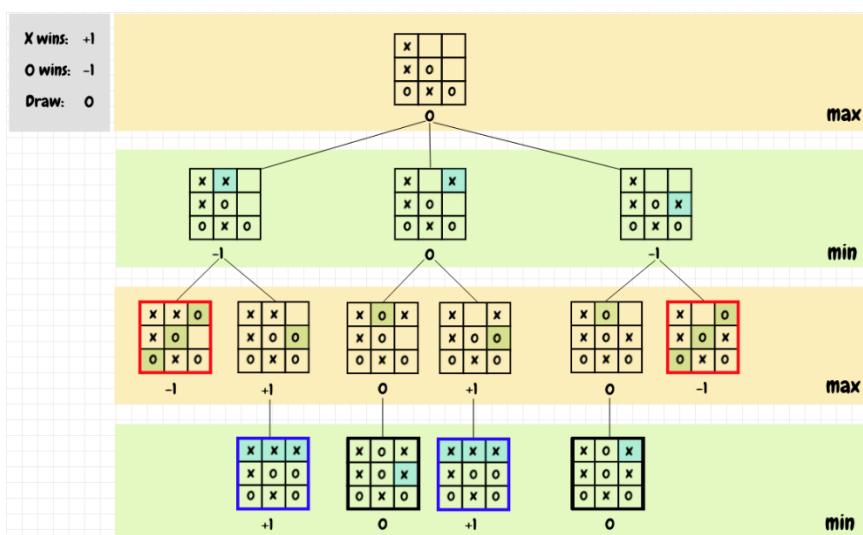 X wins: +1
O wins: -1
Draw: 0
X
X O
O X O
0
max
X X
X O
O X O
X X
X O
O X O
X
X O X
O X O
-1
0
-1
min
X X O
X O
O X O
X X
X O O
O X O
X O X
X O
O X O
X X
X O O
O X O
X O
X O X
O X O
X O
X O X
O X O
-1
+1
0
+1
0
-1
max
X X X
X O O
O X O
X O X
X O X
O X O
X X X
X O O
O X O
X O X
X O X
O X O
+1
0
+1
0
min